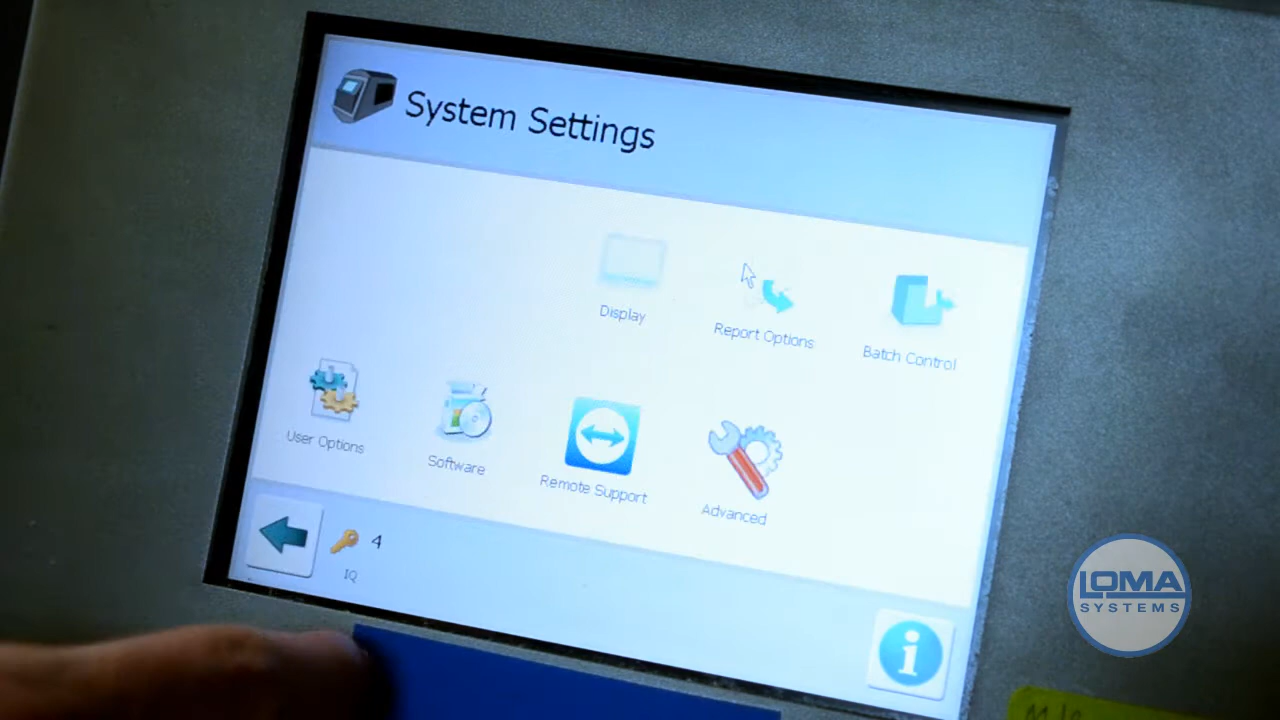 System Settings
Display
Report Options
Batch Control
User Options
Software
Remote Support
Advanced
4
IQ
i
LOMA
SYSTEMS